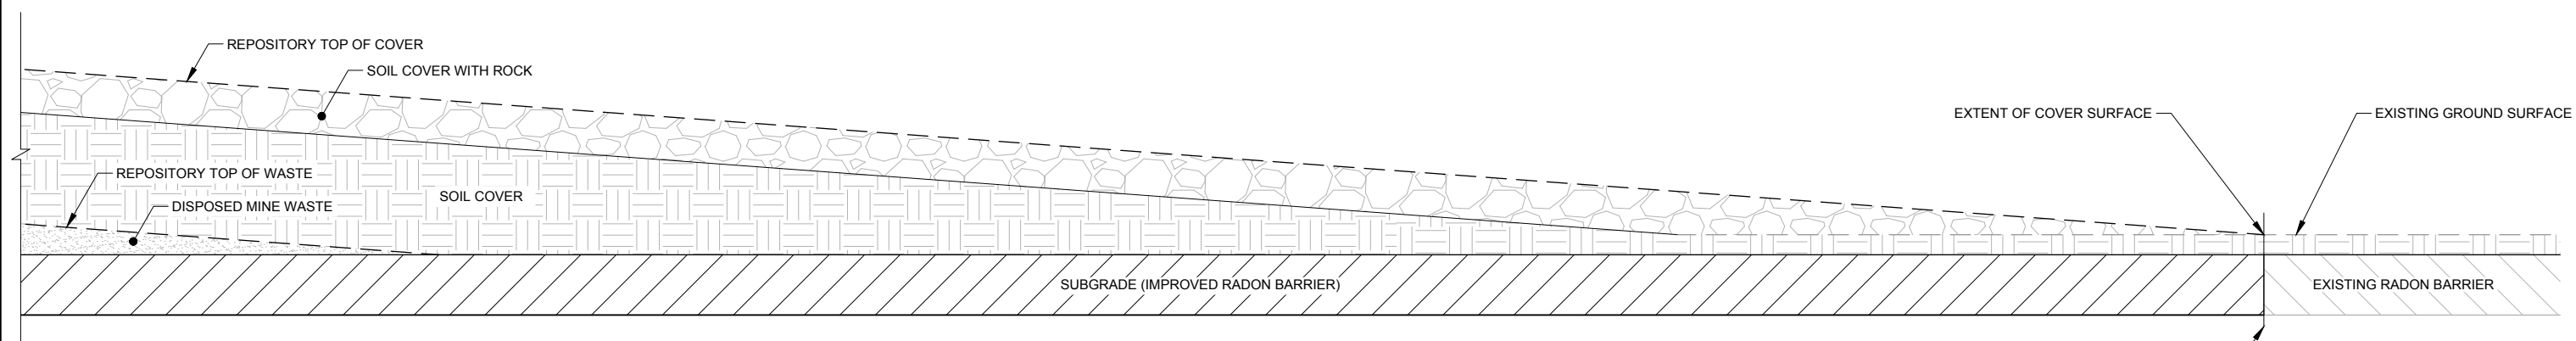 REPOSITORY TOP OF COVER
SOIL COVER WITH ROCK
EXTENT OF COVER SURFACE
EXISTING GROUND SURFACE
REPOSITORY TOP OF WASTE
SOIL COVER
DISPOSED MINE WASTE
SUBGRADE (IMPROVED RADON BARRIER)
EXISTING RADON BARRIER